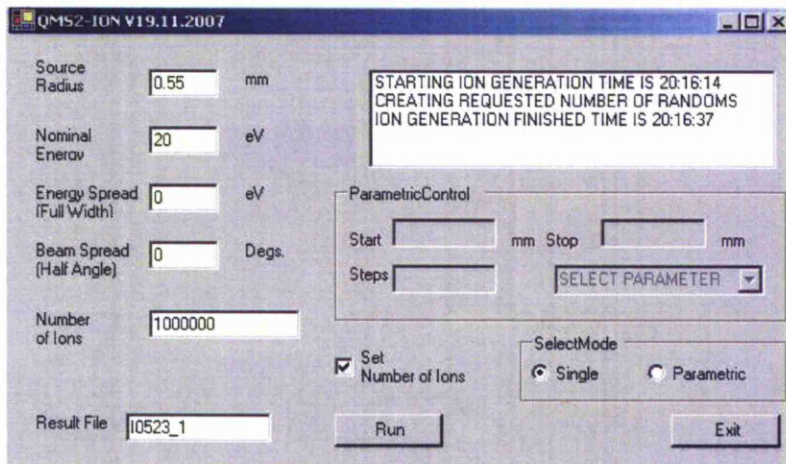 QMS2-ION V19.11.2007
Source
Radius
0.55
mm
STARTING ION GENERATION TIME IS 20:16:14
CREATING REQUESTED NUMBER OF RANDOMS
ION GENERATION FINISHED TIME IS 20:16:37
Nominal
Energy
20
eV
Energy Spread
(Full Width)
0
eV
ParametricControl
Start
mm
Stop
mm
Beam Spread
(Half Angle)
0
Degs.
Steps
SELECT PARAMETER
Number
of Ions
1000000
Set
Number of Ions
SelectMode
Single
Parametric
Result File
I0523_1
Run
Exit